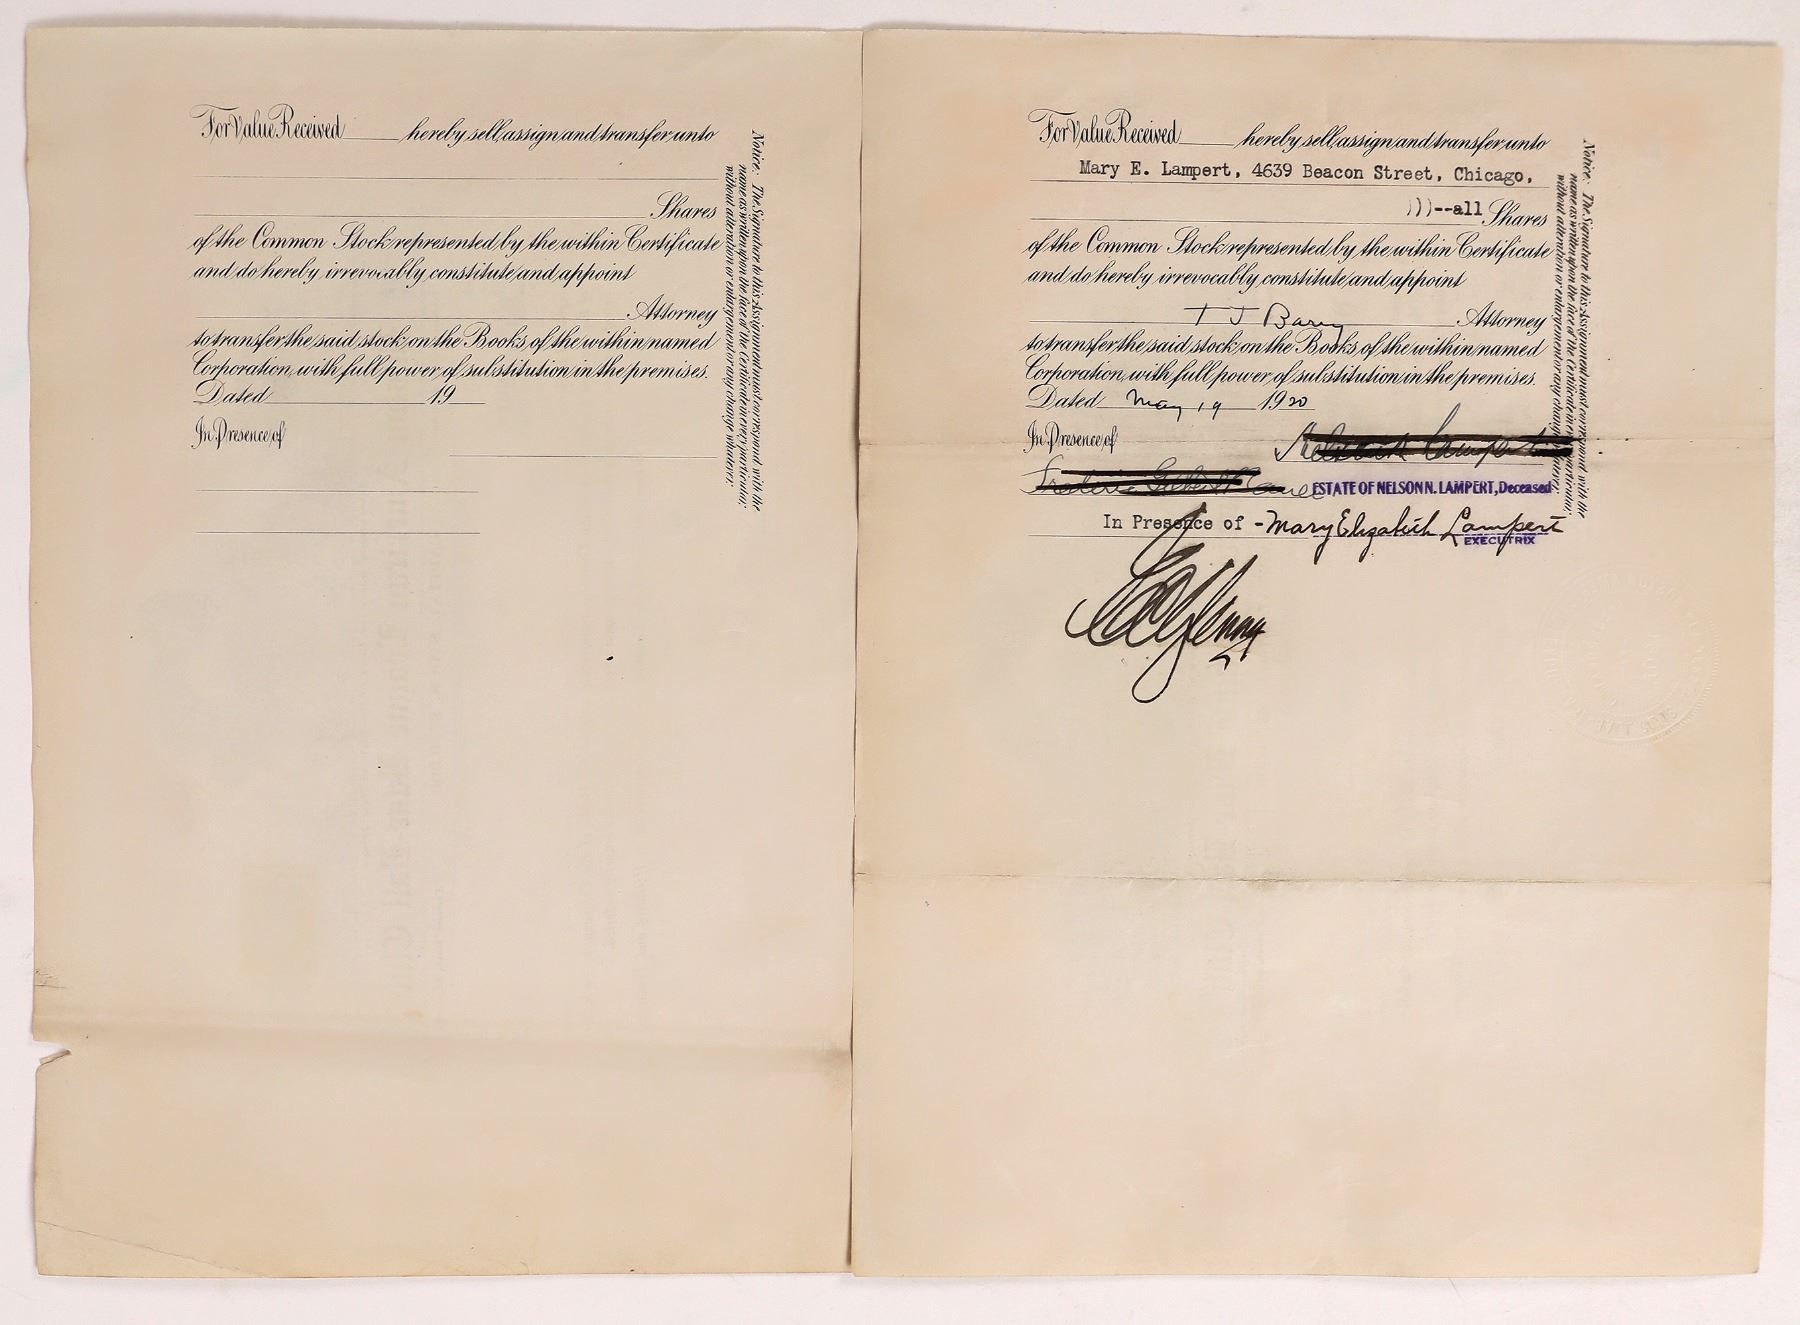 For Value Received hereby sell, assign and transfer unto
Shares
of the Common Stock represented by the within Certificate
and do hereby irrevocably constitute and appoint
Attorney
to transfer the said stock on the Books of the within named
Corporation, with full power of substitution in the premises.
Dated 19
In Presence of
Notice: The Signature to this Assignment must correspond with the
name as written upon the face of the Certificate in every particular,
without alteration or enlargement or any change whatever.
For Value Received hereby sell, assign and transfer unto
Mary E. Lampert, 4639 Beacon Street, Chicago,
)))--all Shares
of the Common Stock represented by the within Certificate
and do hereby irrevocably constitute and appoint
T J Barry Attorney
to transfer the said stock on the Books of the within named
Corporation, with full power of substitution in the premises.
Dated May 19 1920
In Presence of
ESTATE OF NELSON N. LAMPERT, Deceased
In Presence of - Mary Elizabeth Lampert
EXECUTRIX
Notice: The Signature to this Assignment must correspond with the
name as written upon the face of the Certificate in every particular,
without alteration or enlargement or any change whatever.